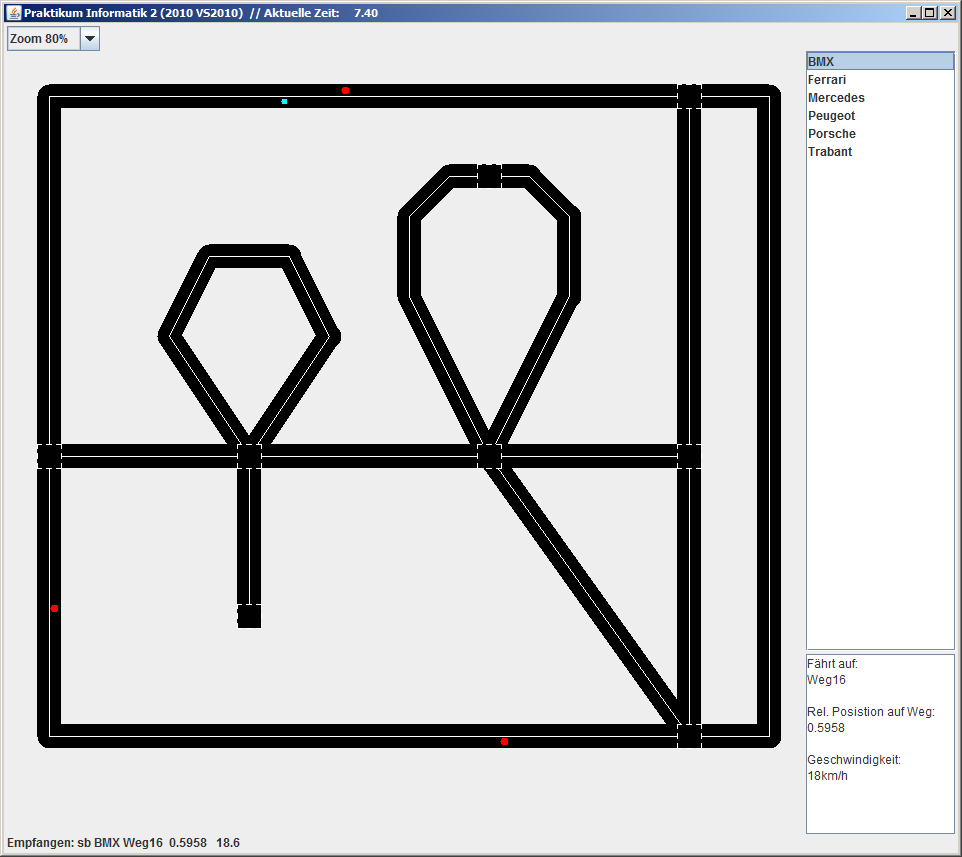 Praktikum Informatik 2 (2010 VS2010)  // Aktuelle Zeit:    7.40
Zoom 80%
BMX
Ferrari
Mercedes
Peugeot
Porsche
Trabant
Fährt auf:
Weg16
Rel. Posistion auf Weg:
0.5958
Geschwindigkeit:
18km/h
Empfangen: sb BMX Weg16  0.5958   18.6